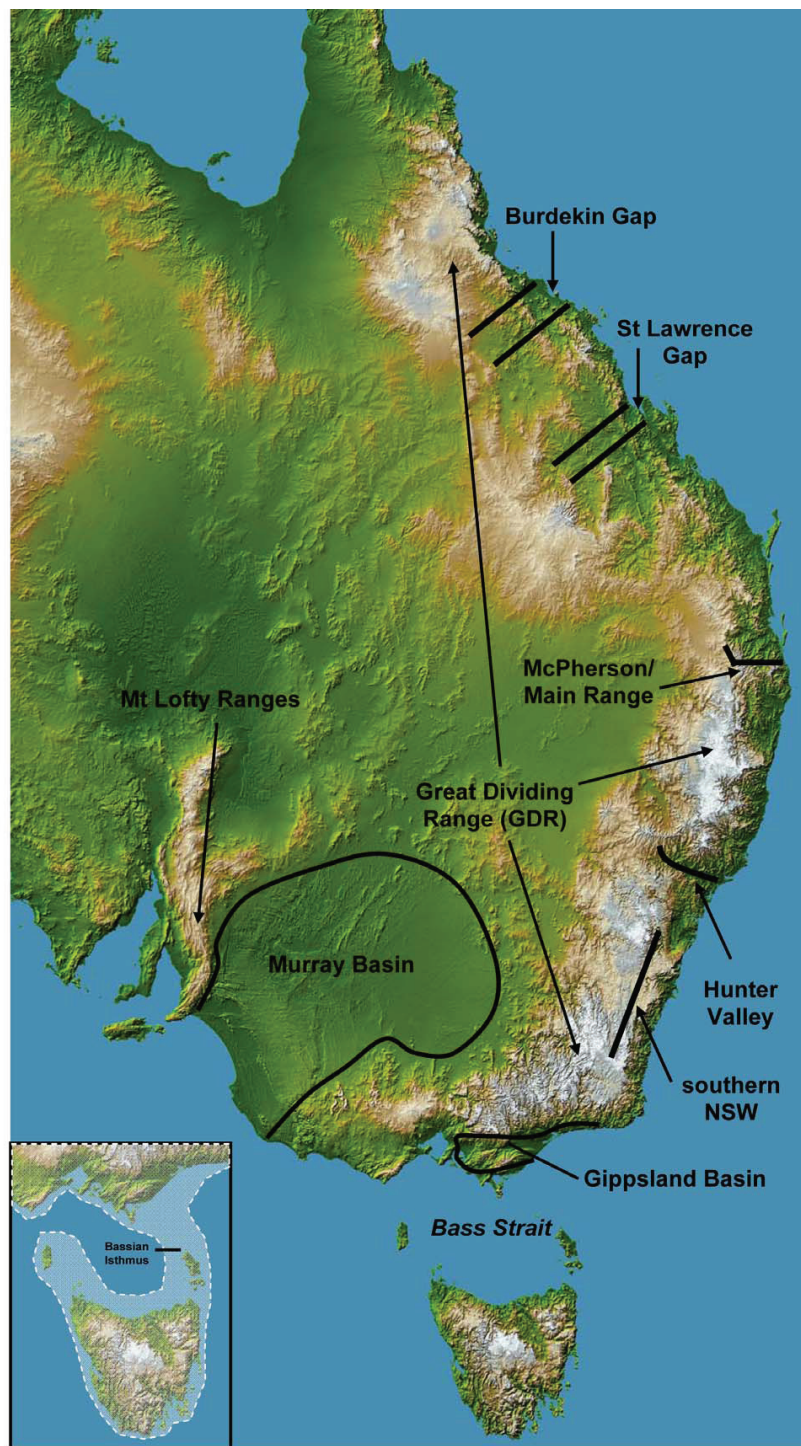 Burdekin Gap
St Lawrence
Gap
McPherson/
Main Range
Mt Lofty Ranges
Great Dividing
Range (GDR)
Murray Basin
Hunter
Valley
southern
NSW
Gippsland Basin
Bass Strait
Bassian
Isthmus